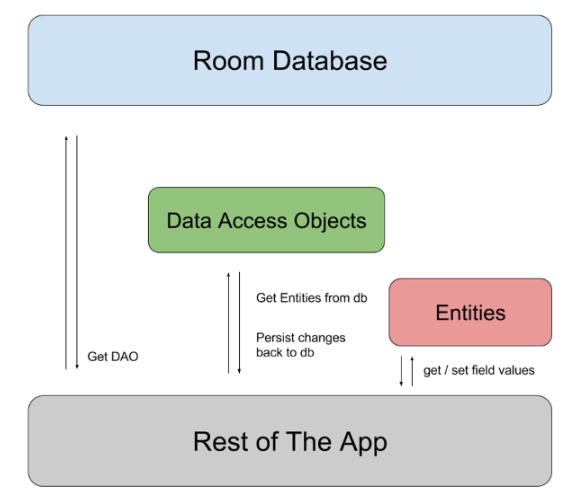 Room Database
Data Access Objects
Get Entities from db
Persist changes
back to db
Entities
Get DAO
get / set field values
Rest of The App